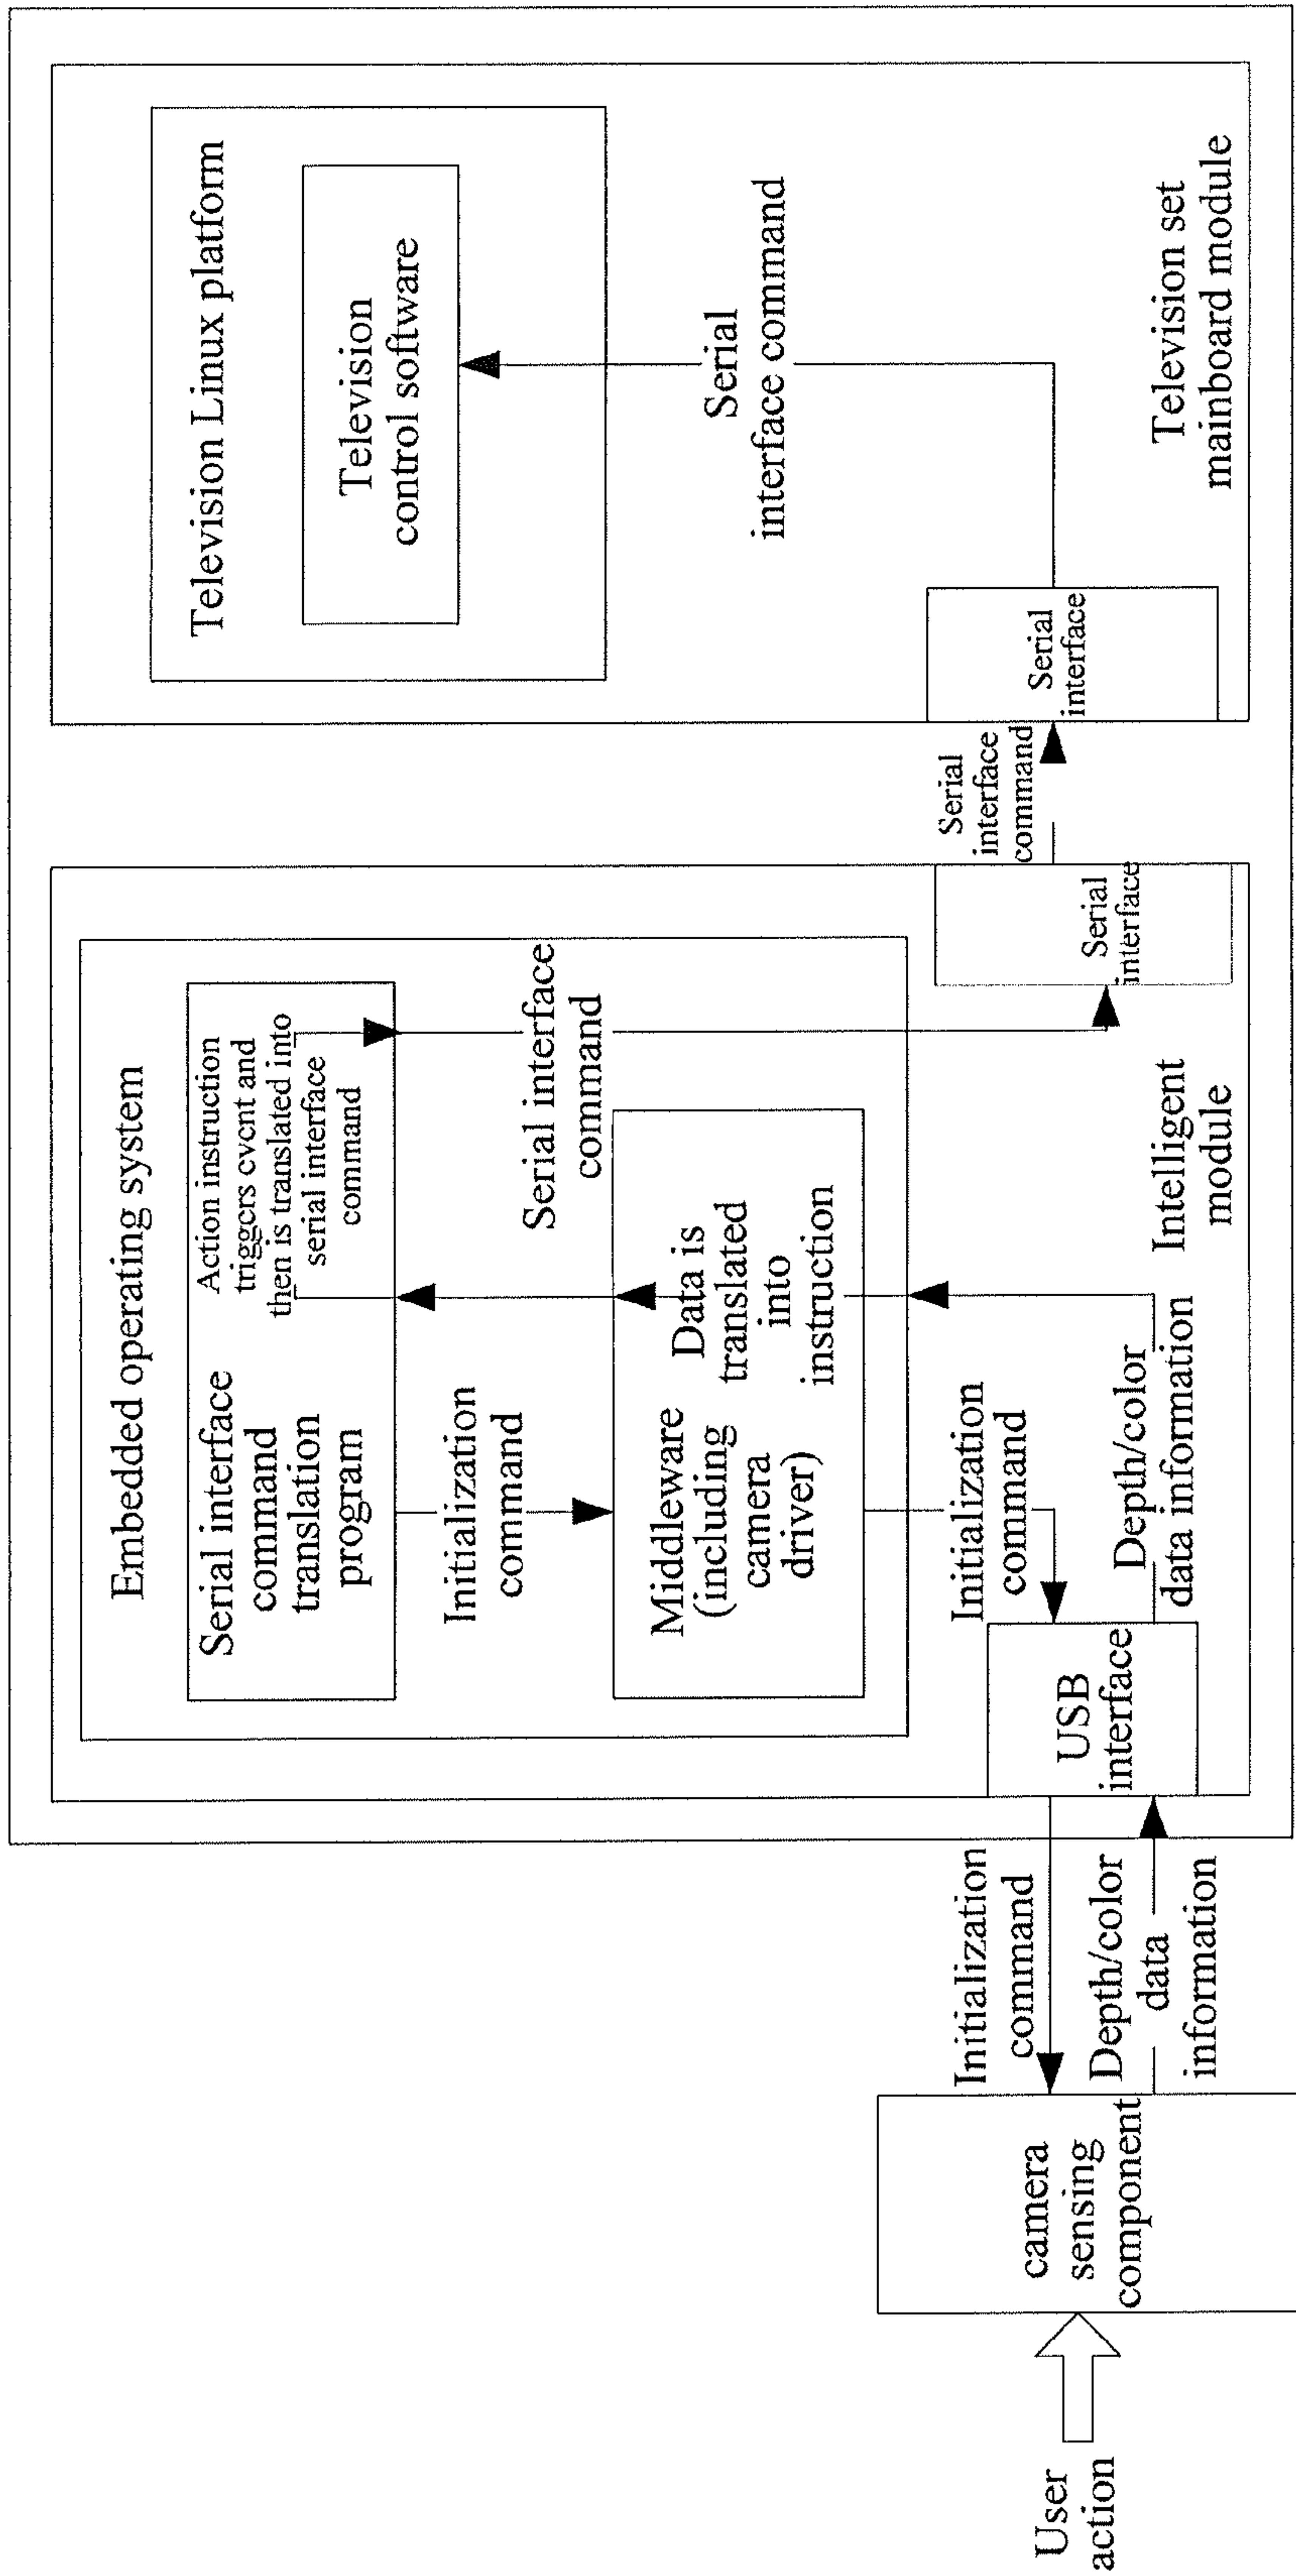 User
action
camera
sensing
component
Initialization
command
Depth/color
data
information
Embedded operating system
Serial interface
command
translation
program
Action instruction
triggers event and
then is translated into
serial interface
command
Initialization
command
Serial interface
command
Middleware
(including
camera
driver)
Data is
translated
into
instruction
Initialization
command
Depth/color
data information
USB
interface
Intelligent
module
Serial
interface
Serial
interface
command
Television Linux platform
Television
control software
Serial
interface command
Serial
interface
Television set
mainboard module